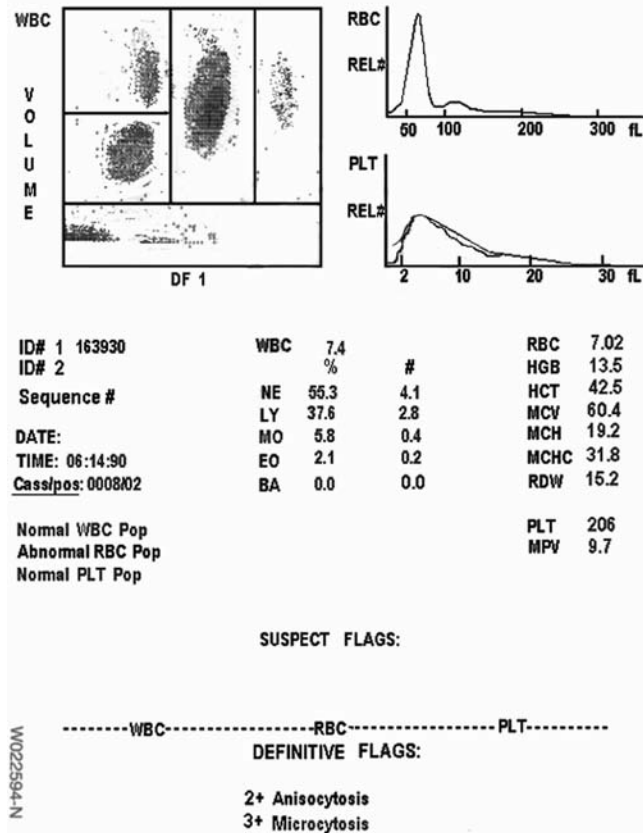 WBC
VOLUME
DF 1
RBC
REL#
50 100 200 300 fL
PLT
REL#
2 10 20 30 fL
ID# 1 163930
ID# 2
Sequence #
DATE:
TIME: 06:14:90
Cass/pos: 0008/02
Normal WBC Pop
Abnormal RBC Pop
Normal PLT Pop
WBC 7.4
% #
NE 55.3 4.1
LY 37.6 2.8
MO 5.8 0.4
EO 2.1 0.2
BA 0.0 0.0
RBC 7.02
HGB 13.5
HCT 42.5
MCV 60.4
MCH 19.2
MCHC 31.8
RDW 15.2
PLT 206
MPV 9.7
SUSPECT FLAGS:
--------WBC------------------RBC------------------PLT---------
DEFINITIVE FLAGS:
2+ Anisocytosis
3+ Microcytosis
W022594-N